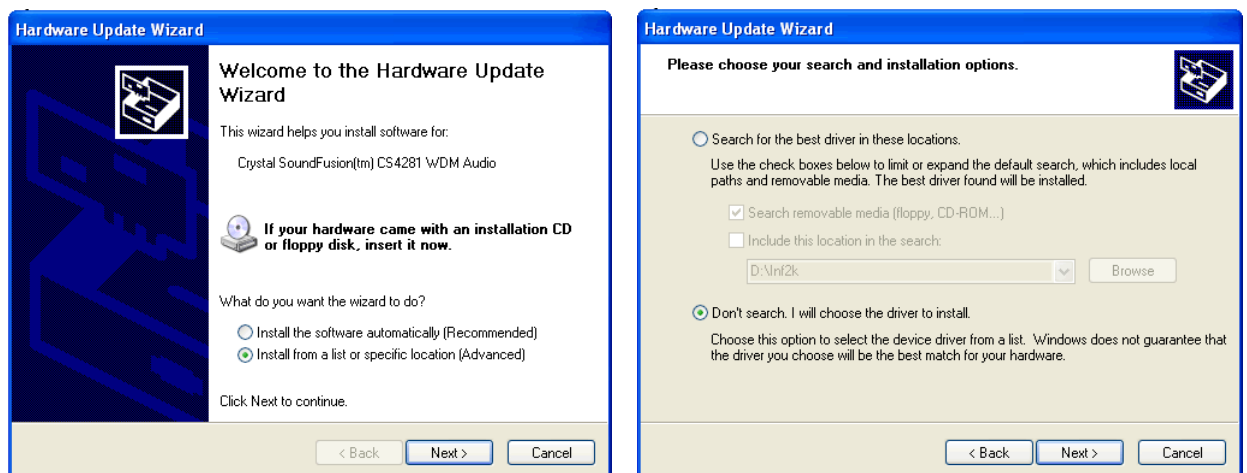 Hardware Update Wizard
Welcome to the Hardware Update
Wizard
This wizard helps you install software for:
Crystal SoundFusion(tm) CS4281 WDM Audio
If your hardware came with an installation CD
or floppy disk, insert it now.
What do you want the wizard to do?
Install the software automatically (Recommended)
Install from a list or specific location (Advanced)
Click Next to continue.
< Back
Next >
Cancel
Hardware Update Wizard
Please choose your search and installation options.
Search for the best driver in these locations.
Use the check boxes below to limit or expand the default search, which includes local
paths and removable media. The best driver found will be installed.
Search removable media (floppy, CD-ROM...)
Include this location in the search:
D:\Inf2k
Browse
Don't search. I will choose the driver to install.
Choose this option to select the device driver from a list. Windows does not guarantee that
the driver you choose will be the best match for your hardware.
< Back
Next >
Cancel